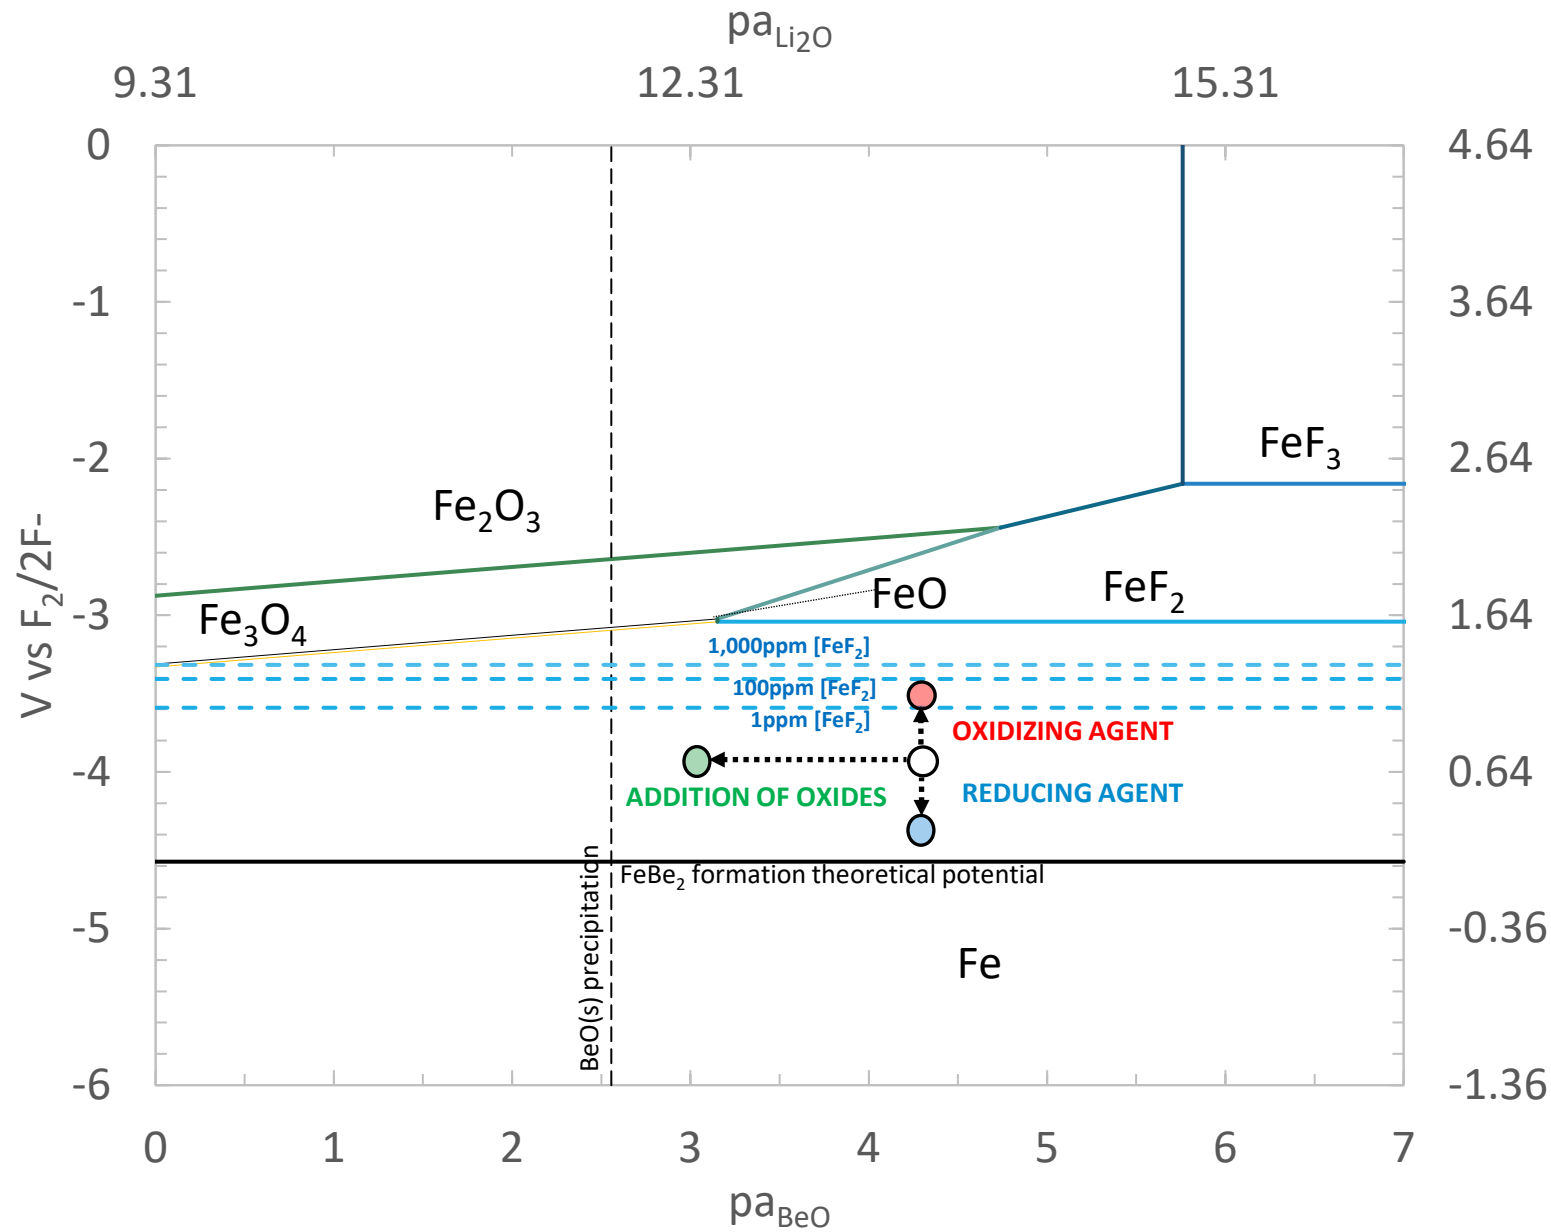 pa_Li2O
9.31 12.31 15.31
0 4.64
-1 3.64
FeF3
-2 2.64
Fe2O3
FeO FeF2
Fe3O4
-3 1.64
1,000ppm [FeF2]
100ppm [FeF2]
1ppm [FeF2]
OXIDIZING AGENT
-4 0.64
ADDITION OF OXIDES REDUCING AGENT
FeBe2 formation theoretical potential
-5 -0.36
Fe
BeO(s) precipitation
-6 -1.36
V vs F2/2F-
0 1 2 3 4 5 6 7
pa_BeO